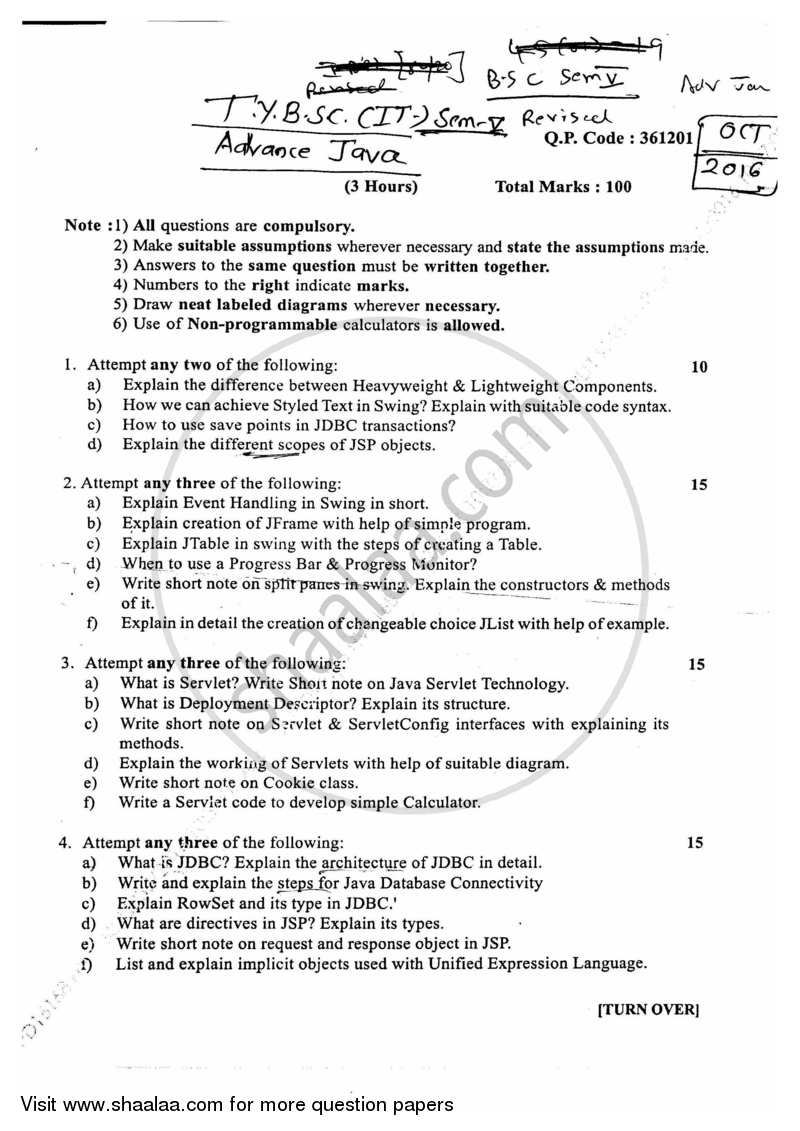 B.SC Sem V
Adv Jav
T.Y.B.SC. (IT) Sem-V Revised
Q.P. Code : 361201
OCT
2016
Advance Java
(3 Hours) Total Marks : 100
Note :1) All questions are compulsory.
2) Make suitable assumptions wherever necessary and state the assumptions made.
3) Answers to the same question must be written together.
4) Numbers to the right indicate marks.
5) Draw neat labeled diagrams wherever necessary.
6) Use of Non-programmable calculators is allowed.
1. Attempt any two of the following: 10
a) Explain the difference between Heavyweight & Lightweight Components.
b) How we can achieve Styled Text in Swing? Explain with suitable code syntax.
c) How to use save points in JDBC transactions?
d) Explain the different scopes of JSP objects.
2. Attempt any three of the following: 15
a) Explain Event Handling in Swing in short.
b) Explain creation of JFrame with help of simple program.
c) Explain JTable in swing with the steps of creating a Table.
d) When to use a Progress Bar & Progress Monitor?
e) Write short note on split panes in swing. Explain the constructors & methods
of it.
f) Explain in detail the creation of changeable choice JList with help of example.
3. Attempt any three of the following: 15
a) What is Servlet? Write Short note on Java Servlet Technology.
b) What is Deployment Descriptor? Explain its structure.
c) Write short note on Servlet & ServletConfig interfaces with explaining its
methods.
d) Explain the working of Servlets with help of suitable diagram.
e) Write short note on Cookie class.
f) Write a Servlet code to develop simple Calculator.
4. Attempt any three of the following: 15
a) What is JDBC? Explain the architecture of JDBC in detail.
b) Write and explain the steps for Java Database Connectivity
c) Explain RowSet and its type in JDBC.'
d) What are directives in JSP? Explain its types.
e) Write short note on request and response object in JSP.
f) List and explain implicit objects used with Unified Expression Language.
[TURN OVER]
shaalaa.com
Visit www.shaalaa.com for more question papers